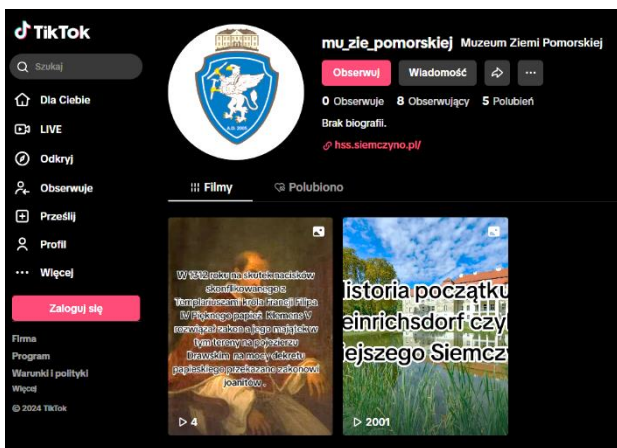 TikTok
Szukaj
Dla Ciebie
LIVE
Odkryj
Obserwuje
Prześlij
Profil
Więcej
Zaloguj się
Firma
Program
Warunki i polityki
Więcej
© 2024 TikTok
A.D. 2005
mu_zie_pomorskiej Muzeum Ziemi Pomorskiej
Obserwuj Wiadomość
0 Obserwuje 8 Obserwujący 5 Polubień
Brak biografii.
hss.siemczyno.pl/
Filmy Polubiono
W 1312 roku na skutek nacisków
skonfliktowanego z
Templariuszami króla Francji Filipa
IV Pięknego papież Klemens V
rozwiązał zakon a jego majątek w
tym tereny na pojezierzu
Drawskim na mocy dekretu
papieskiego przekazano zakonowi
joanitów .
4
istoria początku
einrichsdorf czy
iejszego Siemcz
2001